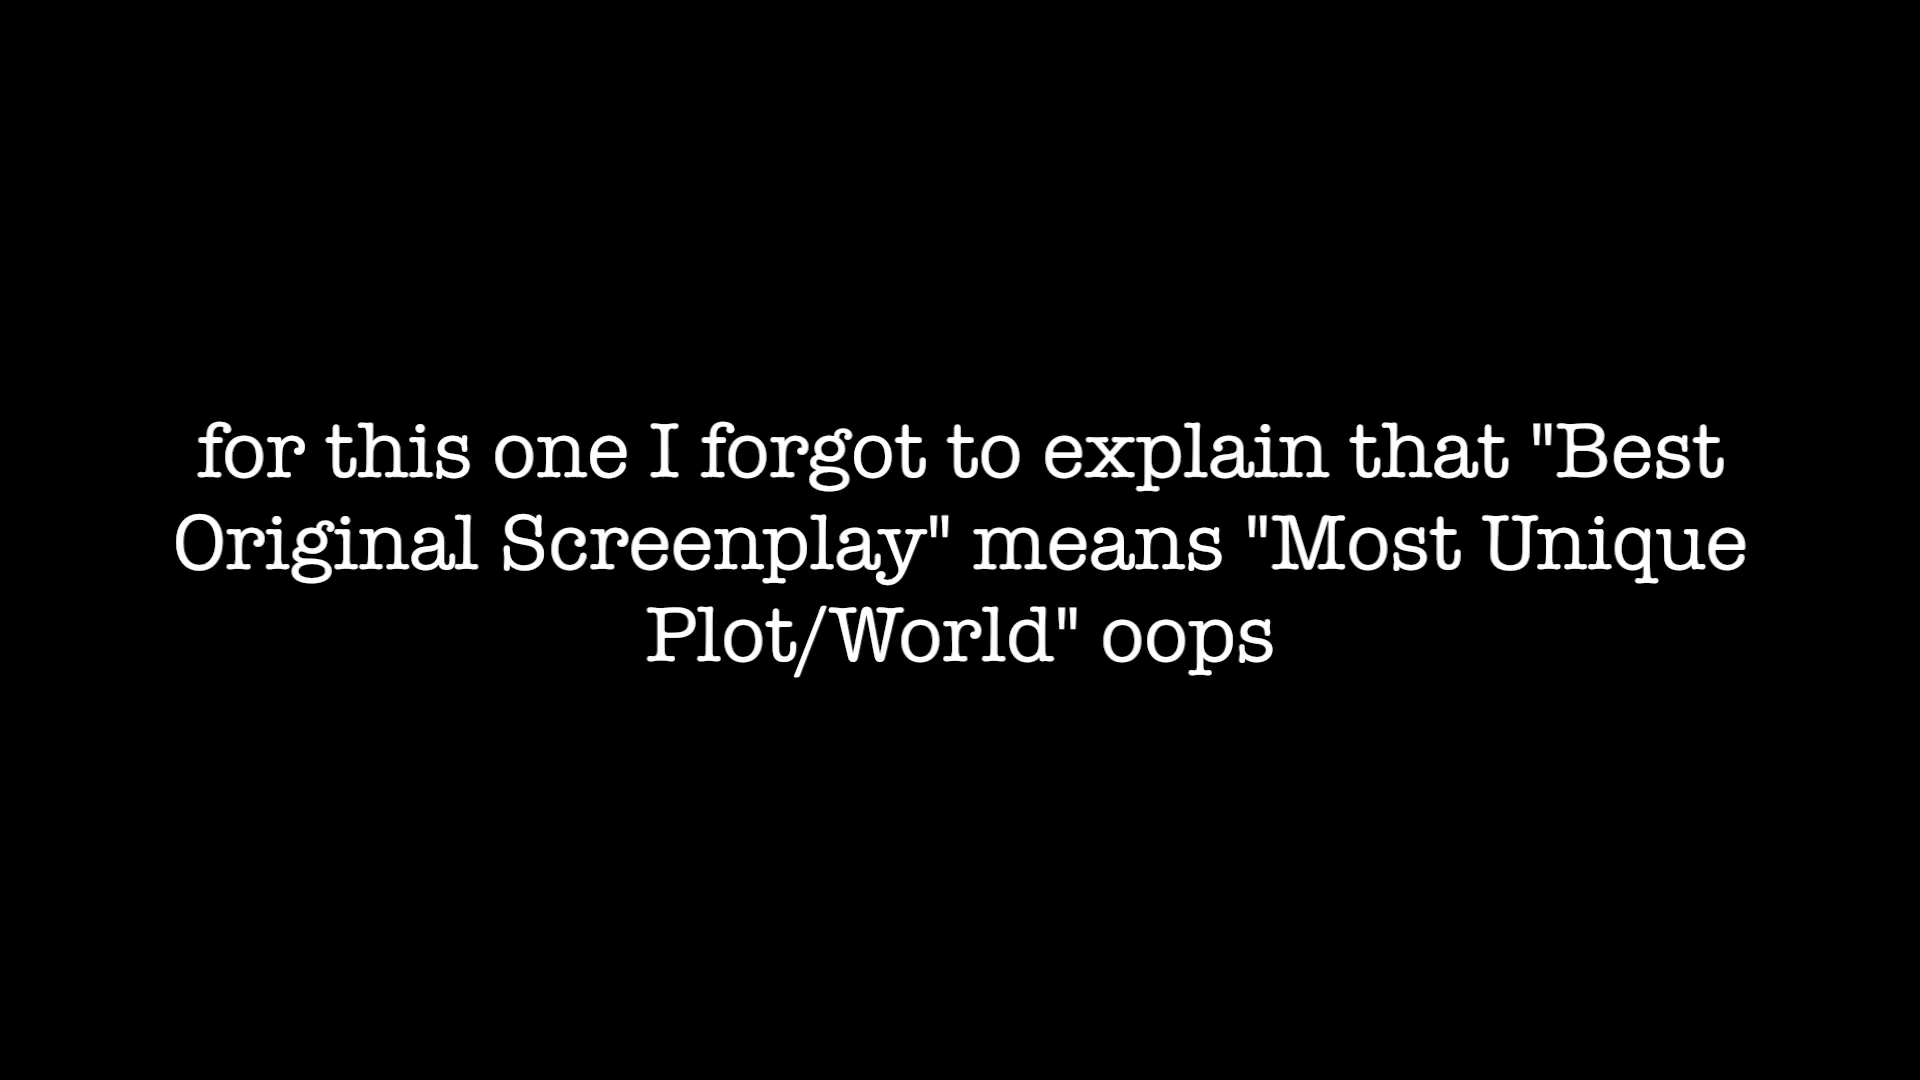 for this one I forgot to explain that "Best
Original Screenplay" means "Most Unique
Plot/World" oops